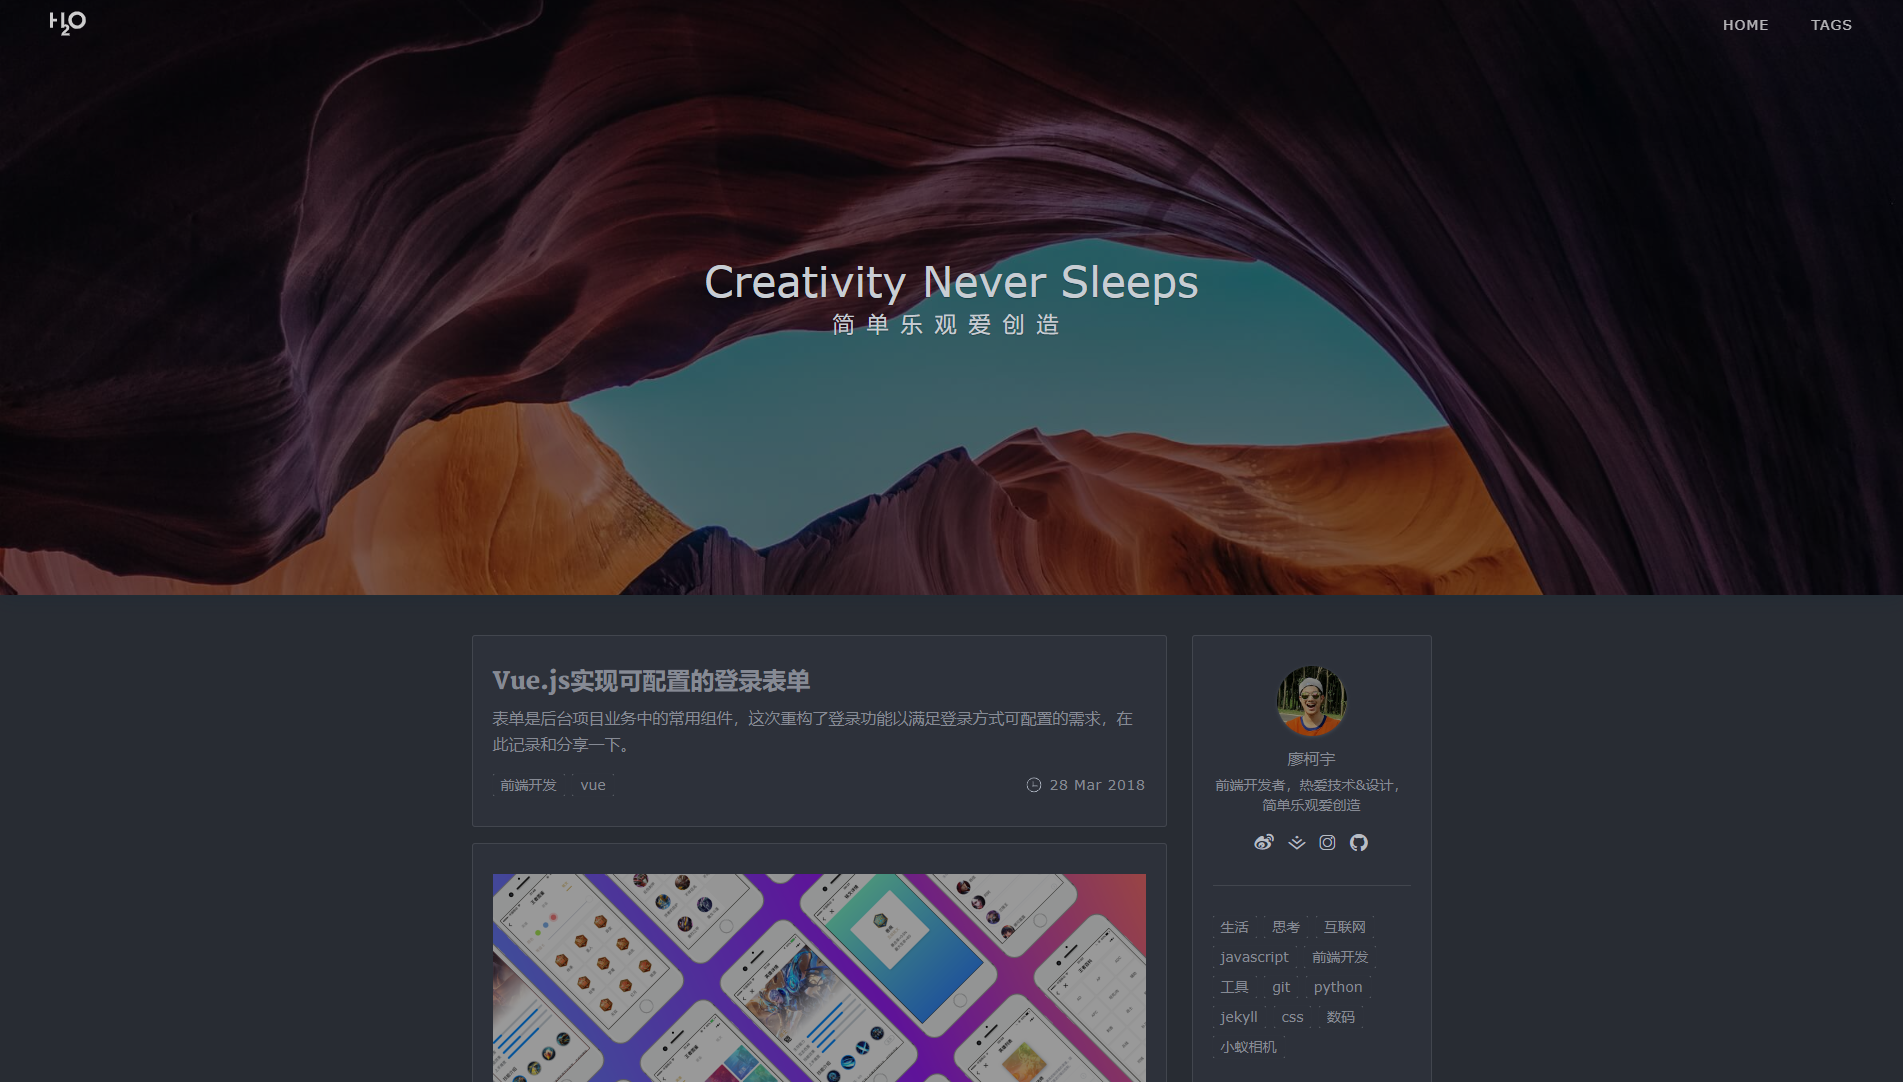 H2O
HOME
TAGS
Creativity Never Sleeps
简单乐观爱创造
Vue.js实现可配置的登录表单
表单是后台项目业务中的常用组件，这次重构了登录功能以满足登录方式可配置的需求，在
此记录和分享一下。
前端开发 vue
28 Mar 2018
廖柯宇
前端开发者，热爱技术&设计，
简单乐观爱创造
生活 思考 互联网
javascript 前端开发
工具 git python
jekyll css 数码
小蚁相机